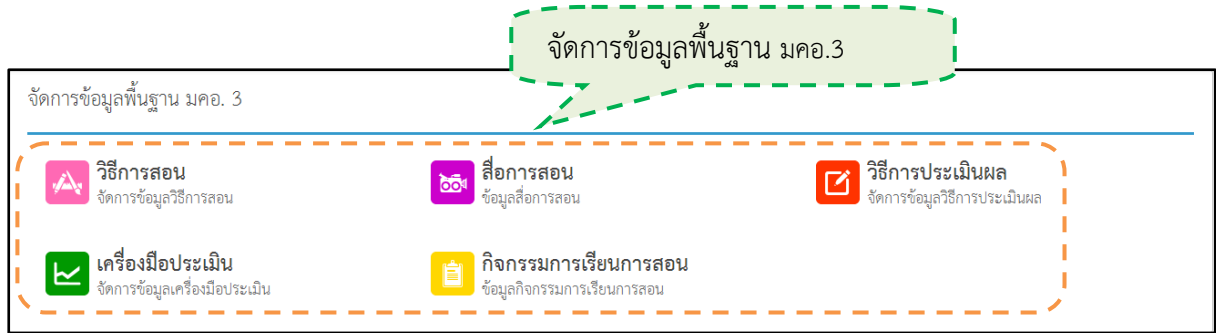 จัดการข้อมูลพื้นฐาน มคอ.3
จัดการข้อมูลพื้นฐาน มคอ. 3
วิธีการสอน
จัดการข้อมูลวิธีการสอน
สื่อการสอน
ข้อมูลสื่อการสอน
วิธีการประเมินผล
จัดการข้อมูลวิธีการประเมินผล
เครื่องมือประเมิน
จัดการข้อมูลเครื่องมือประเมิน
กิจกรรมการเรียนการสอน
ข้อมูลกิจกรรมการเรียนการสอน